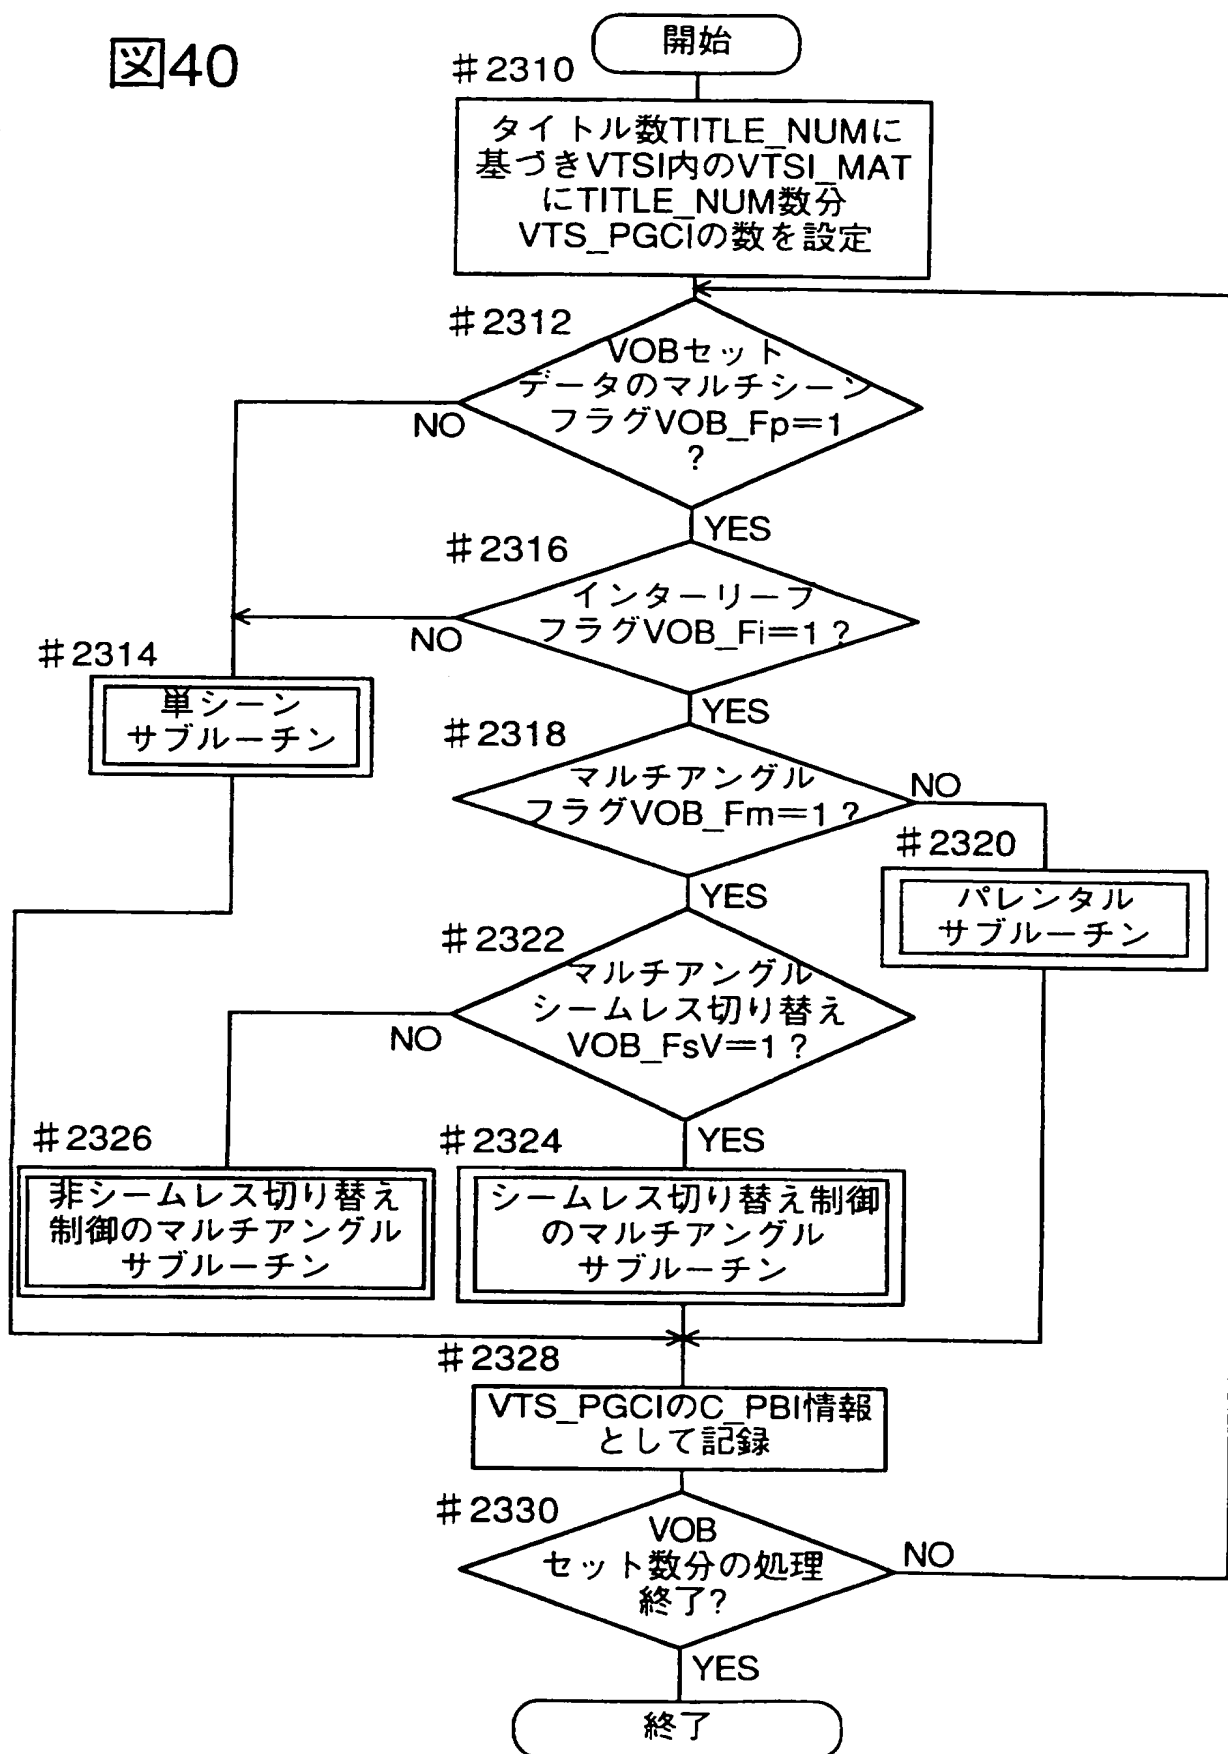 図40
開始
#2310
タイトル数TITLE_NUMに
基づきVTSI内のVTSI_MAT
にTITLE_NUM数分
VTS_PGCIの数を設定
#2312
VOBセット
データのマルチシーン
フラグVOB_Fp=1
?
NO
YES
#2316
インターリーフ
フラグVOB_Fi=1?
NO
YES
#2314
単シーン
サブルーチン
#2318
マルチアングル
フラグVOB_Fm=1?
NO
YES
#2320
パレンタル
サブルーチン
#2322
マルチアングル
シームレス切り替え
VOB_FsV=1?
NO
YES
#2326
非シームレス切り替え
制御のマルチアングル
サブルーチン
#2324
シームレス切り替え制御
のマルチアングル
サブルーチン
#2328
VTS_PGCIのC_PBI情報
として記録
#2330
VOB
セット数分の処理
終了?
NO
YES
終了